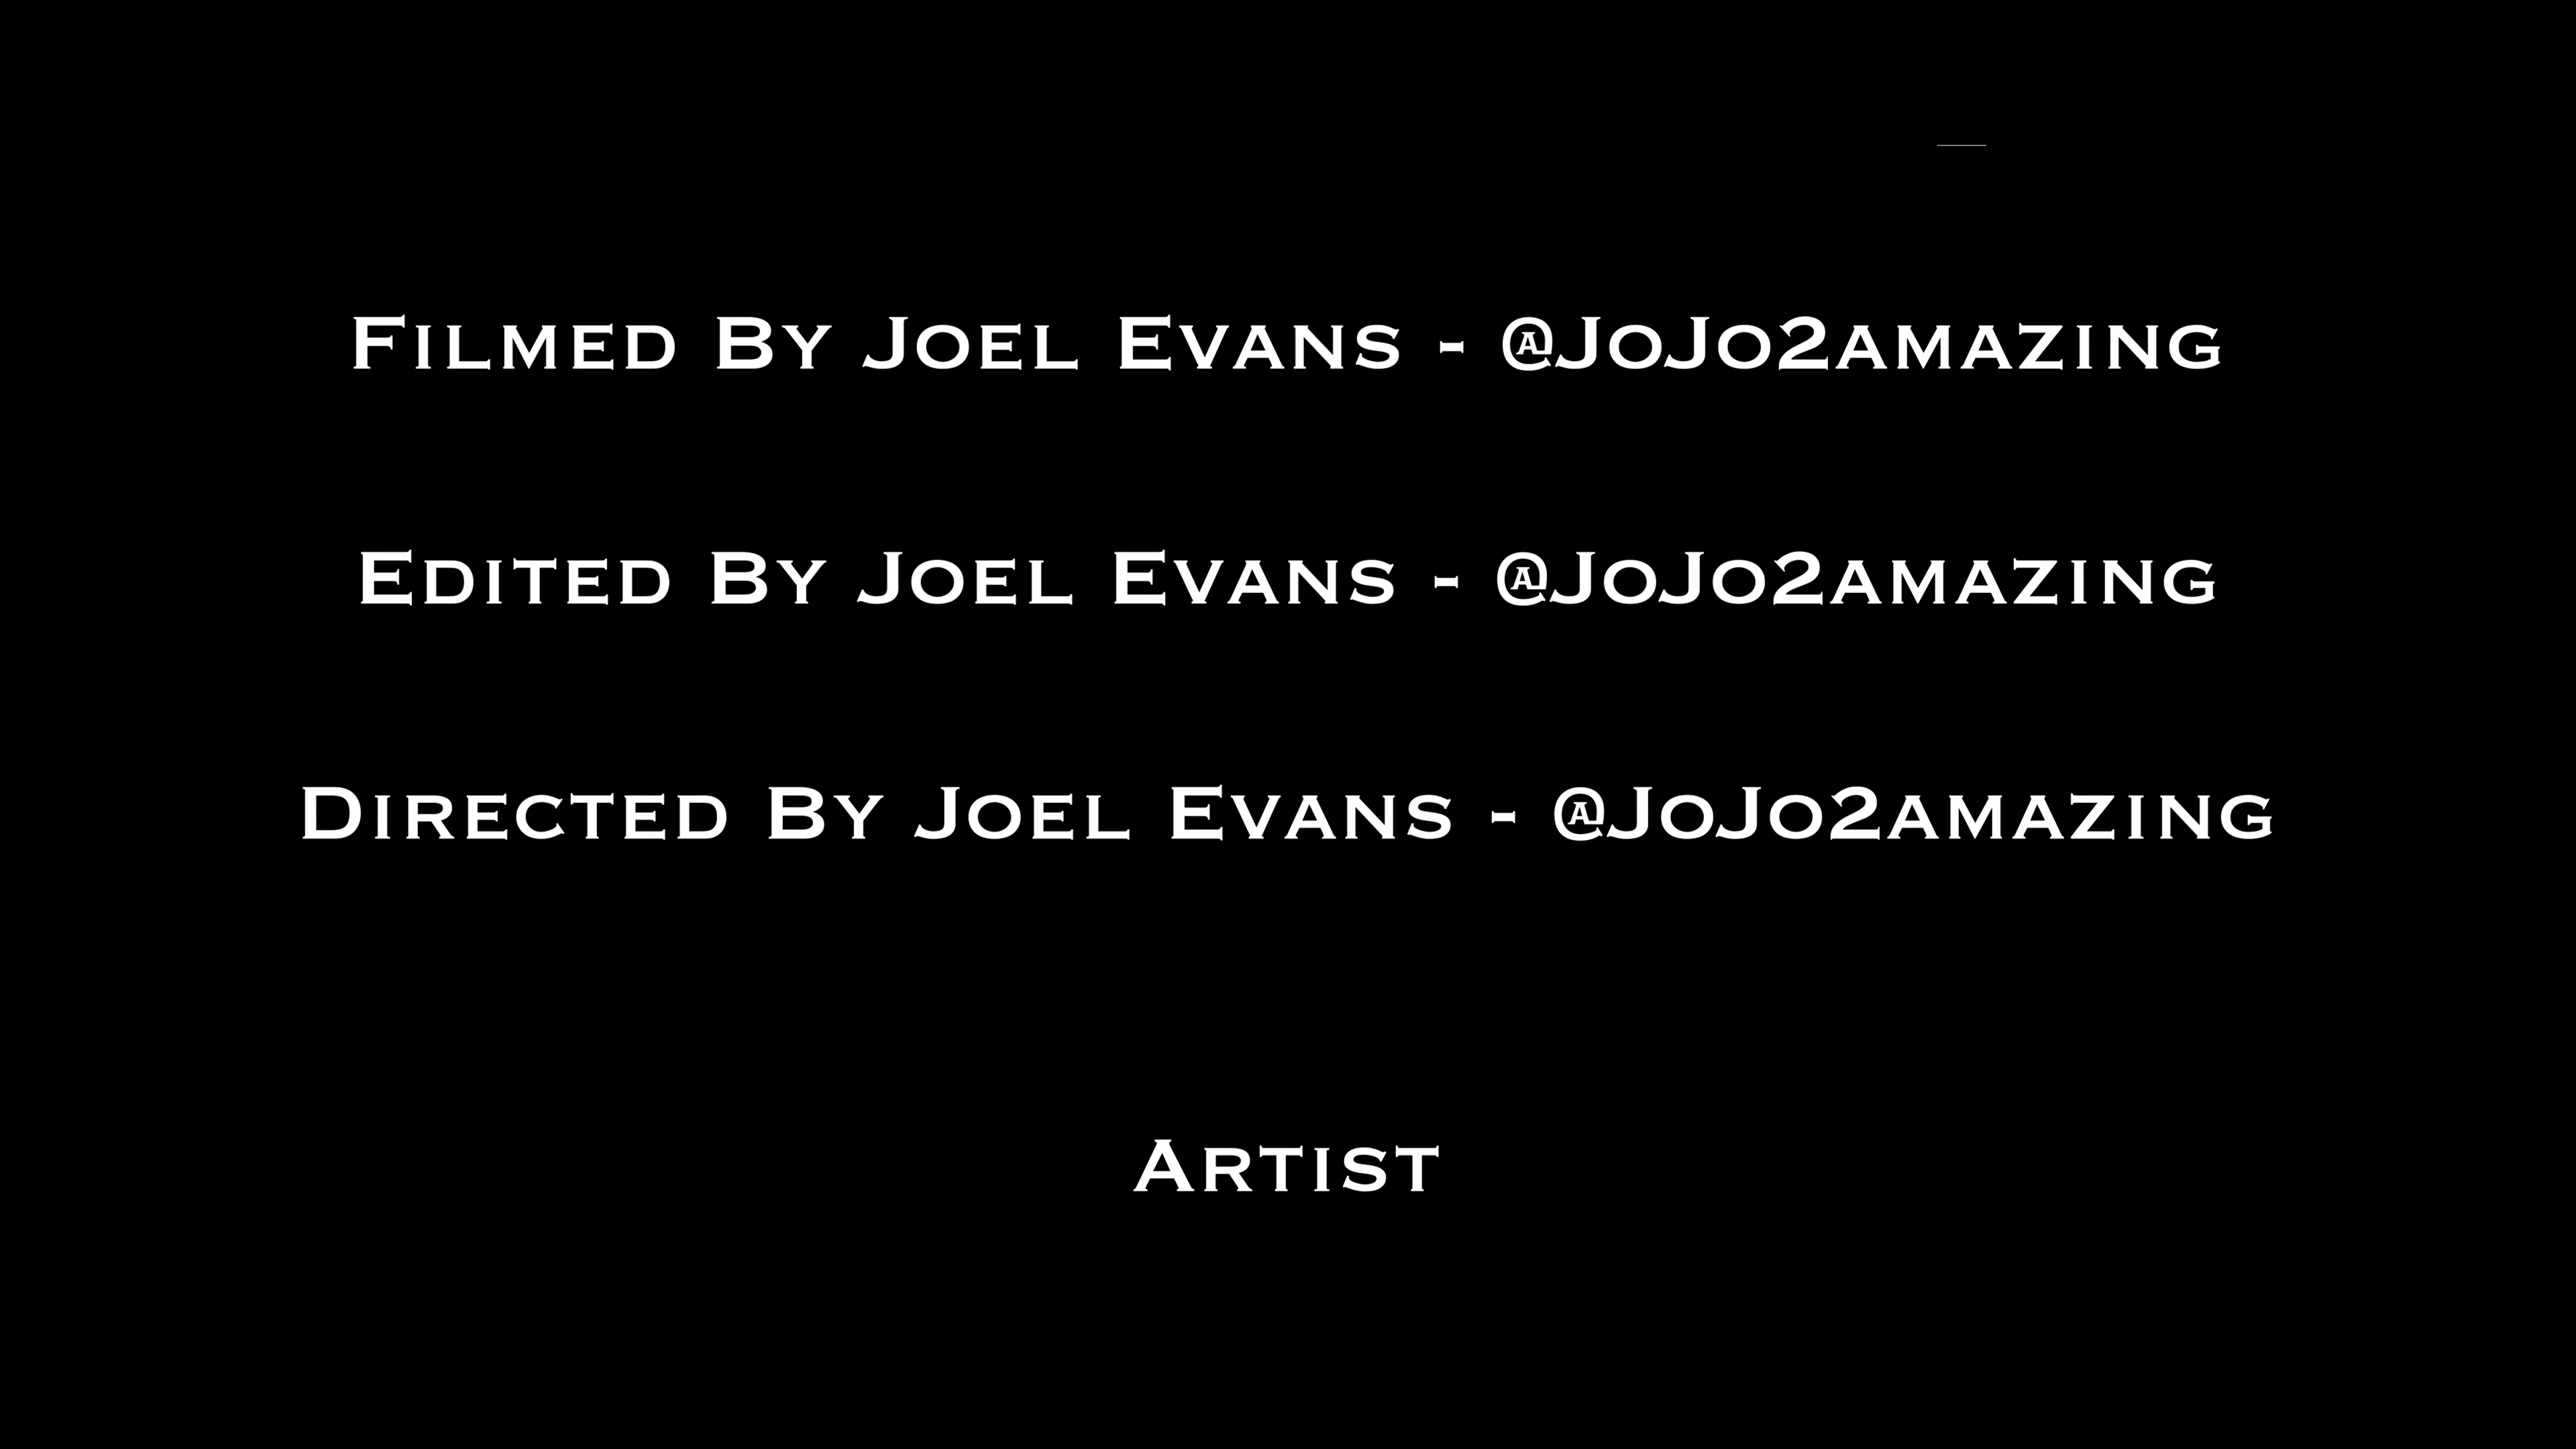 Filmed By Joel Evans - @JoJo2amazing
Edited By Joel Evans - @JoJo2amazing
Directed By Joel Evans - @JoJo2amazing
Artist